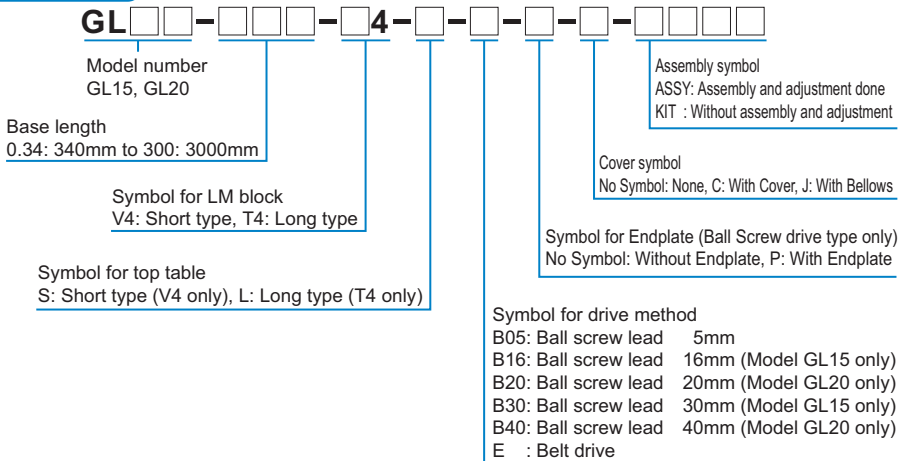 GL□□-□□□-□4-□-□-□-□-□□□□
Model number
GL15, GL20
Base length
0.34: 340mm to 300: 3000mm
Symbol for LM block
V4: Short type, T4: Long type
Symbol for top table
S: Short type (V4 only), L: Long type (T4 only)
Assembly symbol
ASSY: Assembly and adjustment done
KIT : Without assembly and adjustment
Cover symbol
No Symbol: None, C: With Cover, J: With Bellows
Symbol for Endplate (Ball Screw drive type only)
No Symbol: Without Endplate, P: With Endplate
Symbol for drive method
B05: Ball screw lead 5mm
B16: Ball screw lead 16mm (Model GL15 only)
B20: Ball screw lead 20mm (Model GL20 only)
B30: Ball screw lead 30mm (Model GL15 only)
B40: Ball screw lead 40mm (Model GL20 only)
E : Belt drive